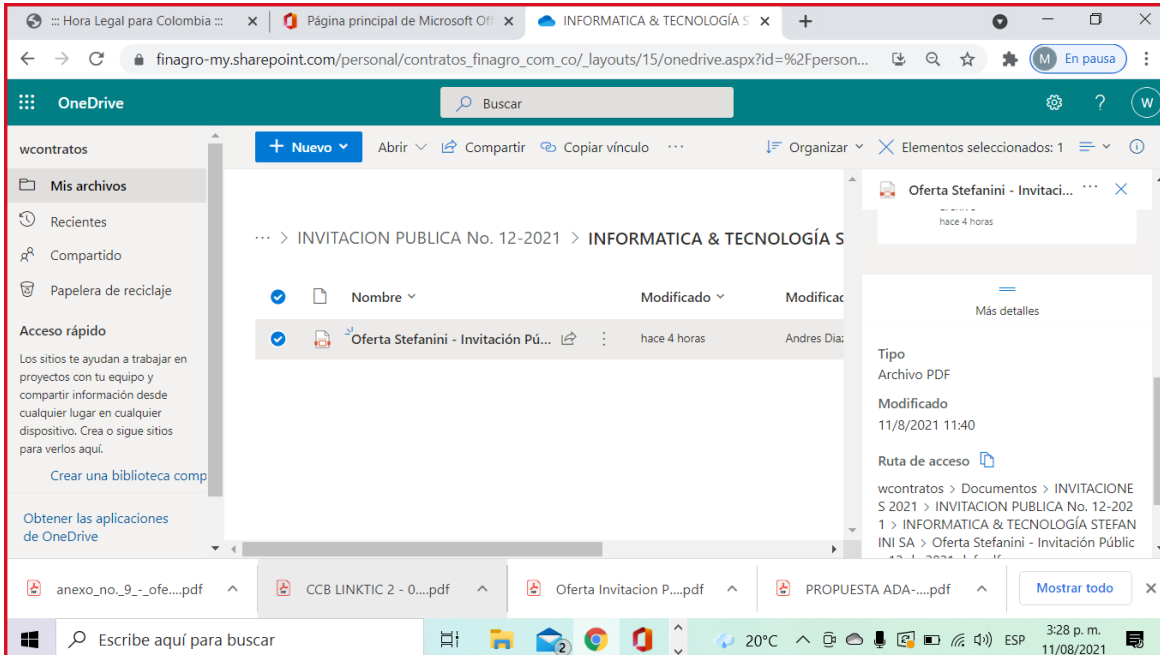 ::: Hora Legal para Colombia :::
Página principal de Microsoft Off
INFORMATICA & TECNOLOGÍA S
finagro-my.sharepoint.com/personal/contratos_finagro_com_co/_layouts/15/onedrive.aspx?id=%2Fperson...
M En pausa
OneDrive
Buscar
? W
wcontratos
+ Nuevo
Abrir
Compartir
Copiar vínculo
...
Organizar
Elementos seleccionados: 1
Mis archivos
Recientes
Compartido
Papelera de reciclaje
Acceso rápido
Los sitios te ayudan a trabajar en
proyectos con tu equipo y
compartir información desde
cualquier lugar en cualquier
dispositivo. Crea o sigue sitios
para verlos aquí.
Crear una biblioteca comp
Obtener las aplicaciones
de OneDrive
... > INVITACION PUBLICA No. 12-2021 > INFORMATICA & TECNOLOGÍA S
Nombre
Modificado
Modificad
Oferta Stefanini - Invitación Pú...
hace 4 horas
Andres Diaz
Oferta Stefanini - Invitaci... ...
hace 4 horas
Más detalles
Tipo
Archivo PDF
Modificado
11/8/2021 11:40
Ruta de acceso
wcontratos > Documentos > INVITACIONE
S 2021 > INVITACION PUBLICA No. 12-202
1 > INFORMATICA & TECNOLOGÍA STEFAN
INI SA > Oferta Stefanini - Invitación Públic
anexo_no._9_-_ofe....pdf
CCB LINKTIC 2 - 0....pdf
Oferta Invitacion P....pdf
PROPUESTA ADA-....pdf
Mostrar todo
Escribe aquí para buscar
2
20°C
ESP
3:28 p. m.
11/08/2021